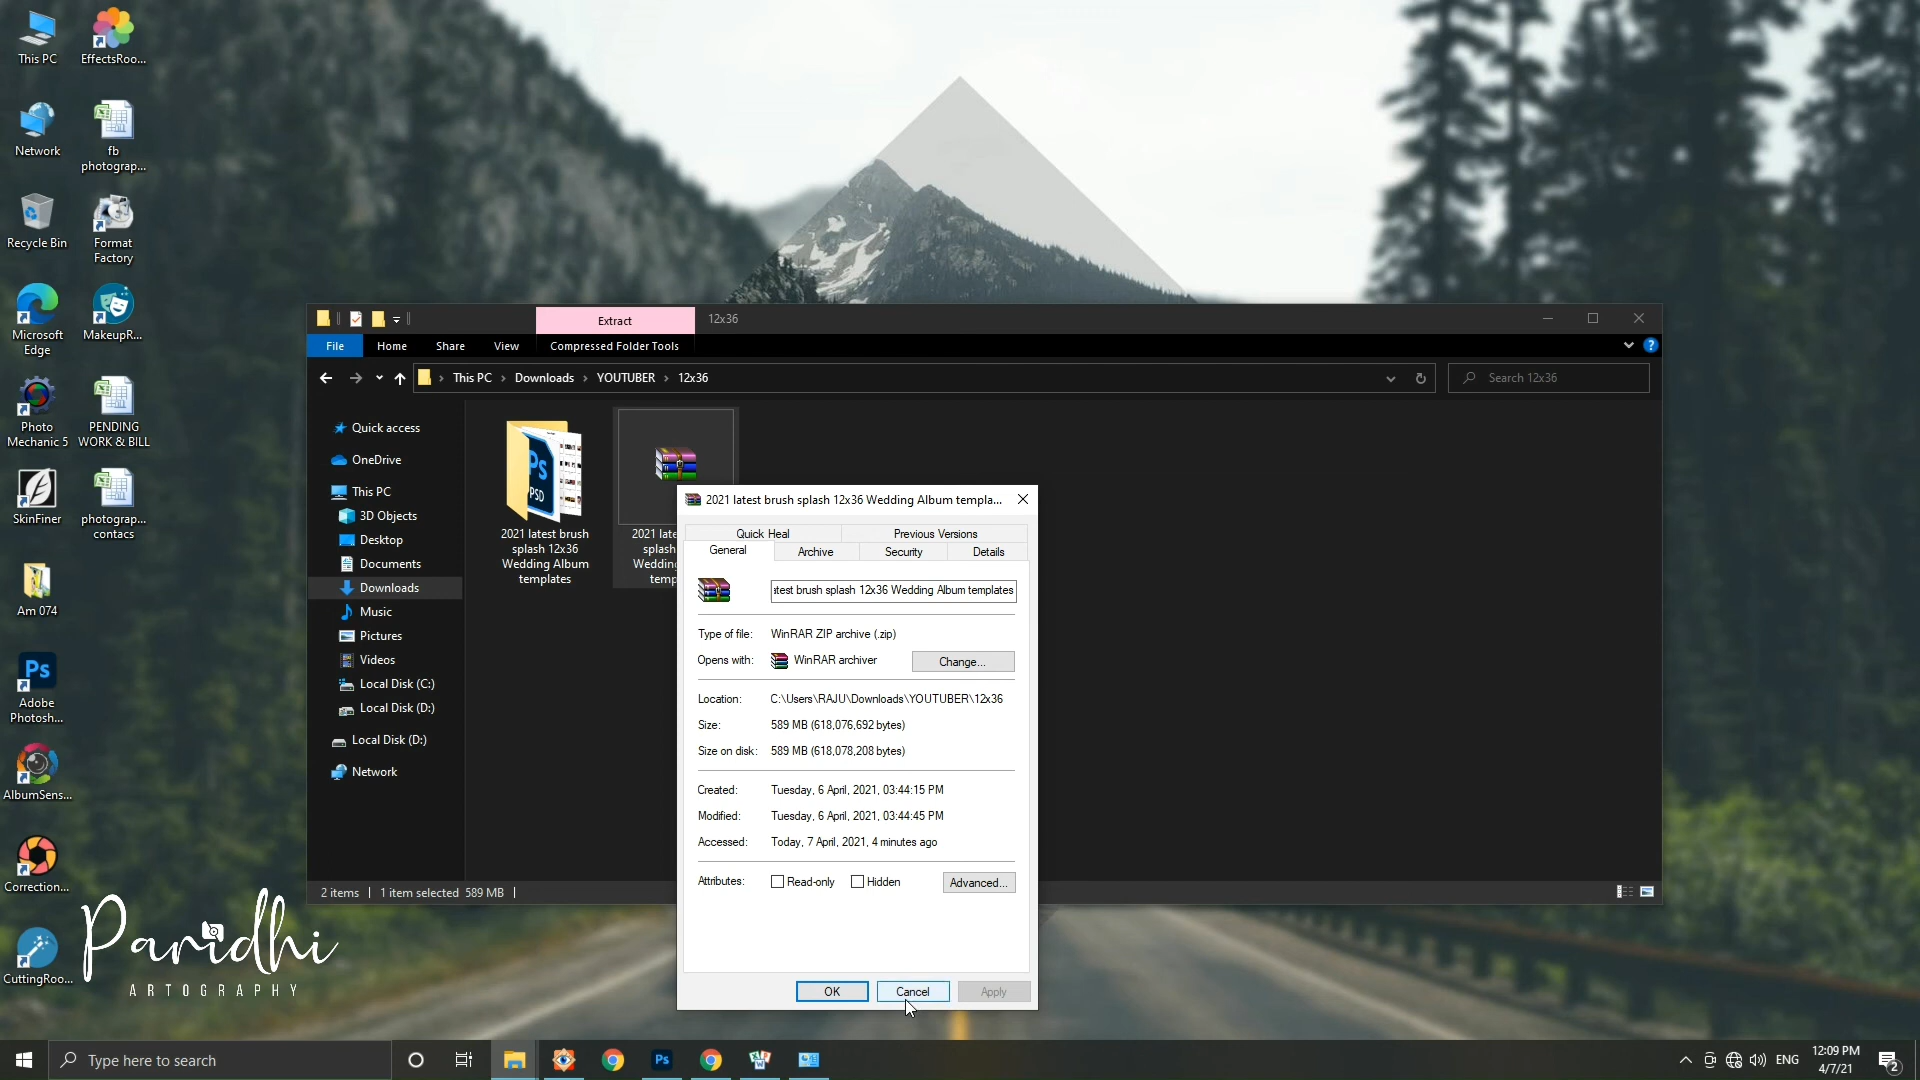 This PC
EffectsRoo...
Network
fb
photograp...
Recycle Bin
Format
Factory
Microsoft
Edge
MakeupR...
Photo
Mechanic 5
PENDING
WORK & BILL
SkinFiner
photograp...
contacs
Am 074
Adobe
Photosh...
AlbumSens...
Correction...
CuttingRoo...
Paridhi
ARTOGRAPHY
Extract
12x36
File
Home
Share
View
Compressed Folder Tools
This PC > Downloads > YOUTUBER > 12x36
Search 12x36
Quick access
OneDrive
This PC
3D Objects
Desktop
Documents
Downloads
Music
Pictures
Videos
Local Disk (C:)
Local Disk (D:)
Local Disk (D:)
Network
Ps
PSD
2021 latest brush
splash 12x36
Wedding Album
templates
2021 late
splash
Weddin
temp
2 items
1 item selected 589 MB
2021 latest brush splash 12x36 Wedding Album templa...
Quick Heal
Previous Versions
General
Archive
Security
Details
test brush splash 12x36 Wedding Album templates
Type of file: WinRAR ZIP archive (.zip)
Opens with: WinRAR archiver
Change...
Location: C:\Users\RAJU\Downloads\YOUTUBER\12x36
Size: 589 MB (618,076,692 bytes)
Size on disk: 589 MB (618,078,208 bytes)
Created: Tuesday, 6 April, 2021, 03:44:15 PM
Modified: Tuesday, 6 April, 2021, 03:44:45 PM
Accessed: Today, 7 April, 2021, 4 minutes ago
Attributes: Read-only Hidden
Advanced...
OK
Cancel
Apply
Type here to search
Ps
ENG
12:09 PM
4/7/21
2